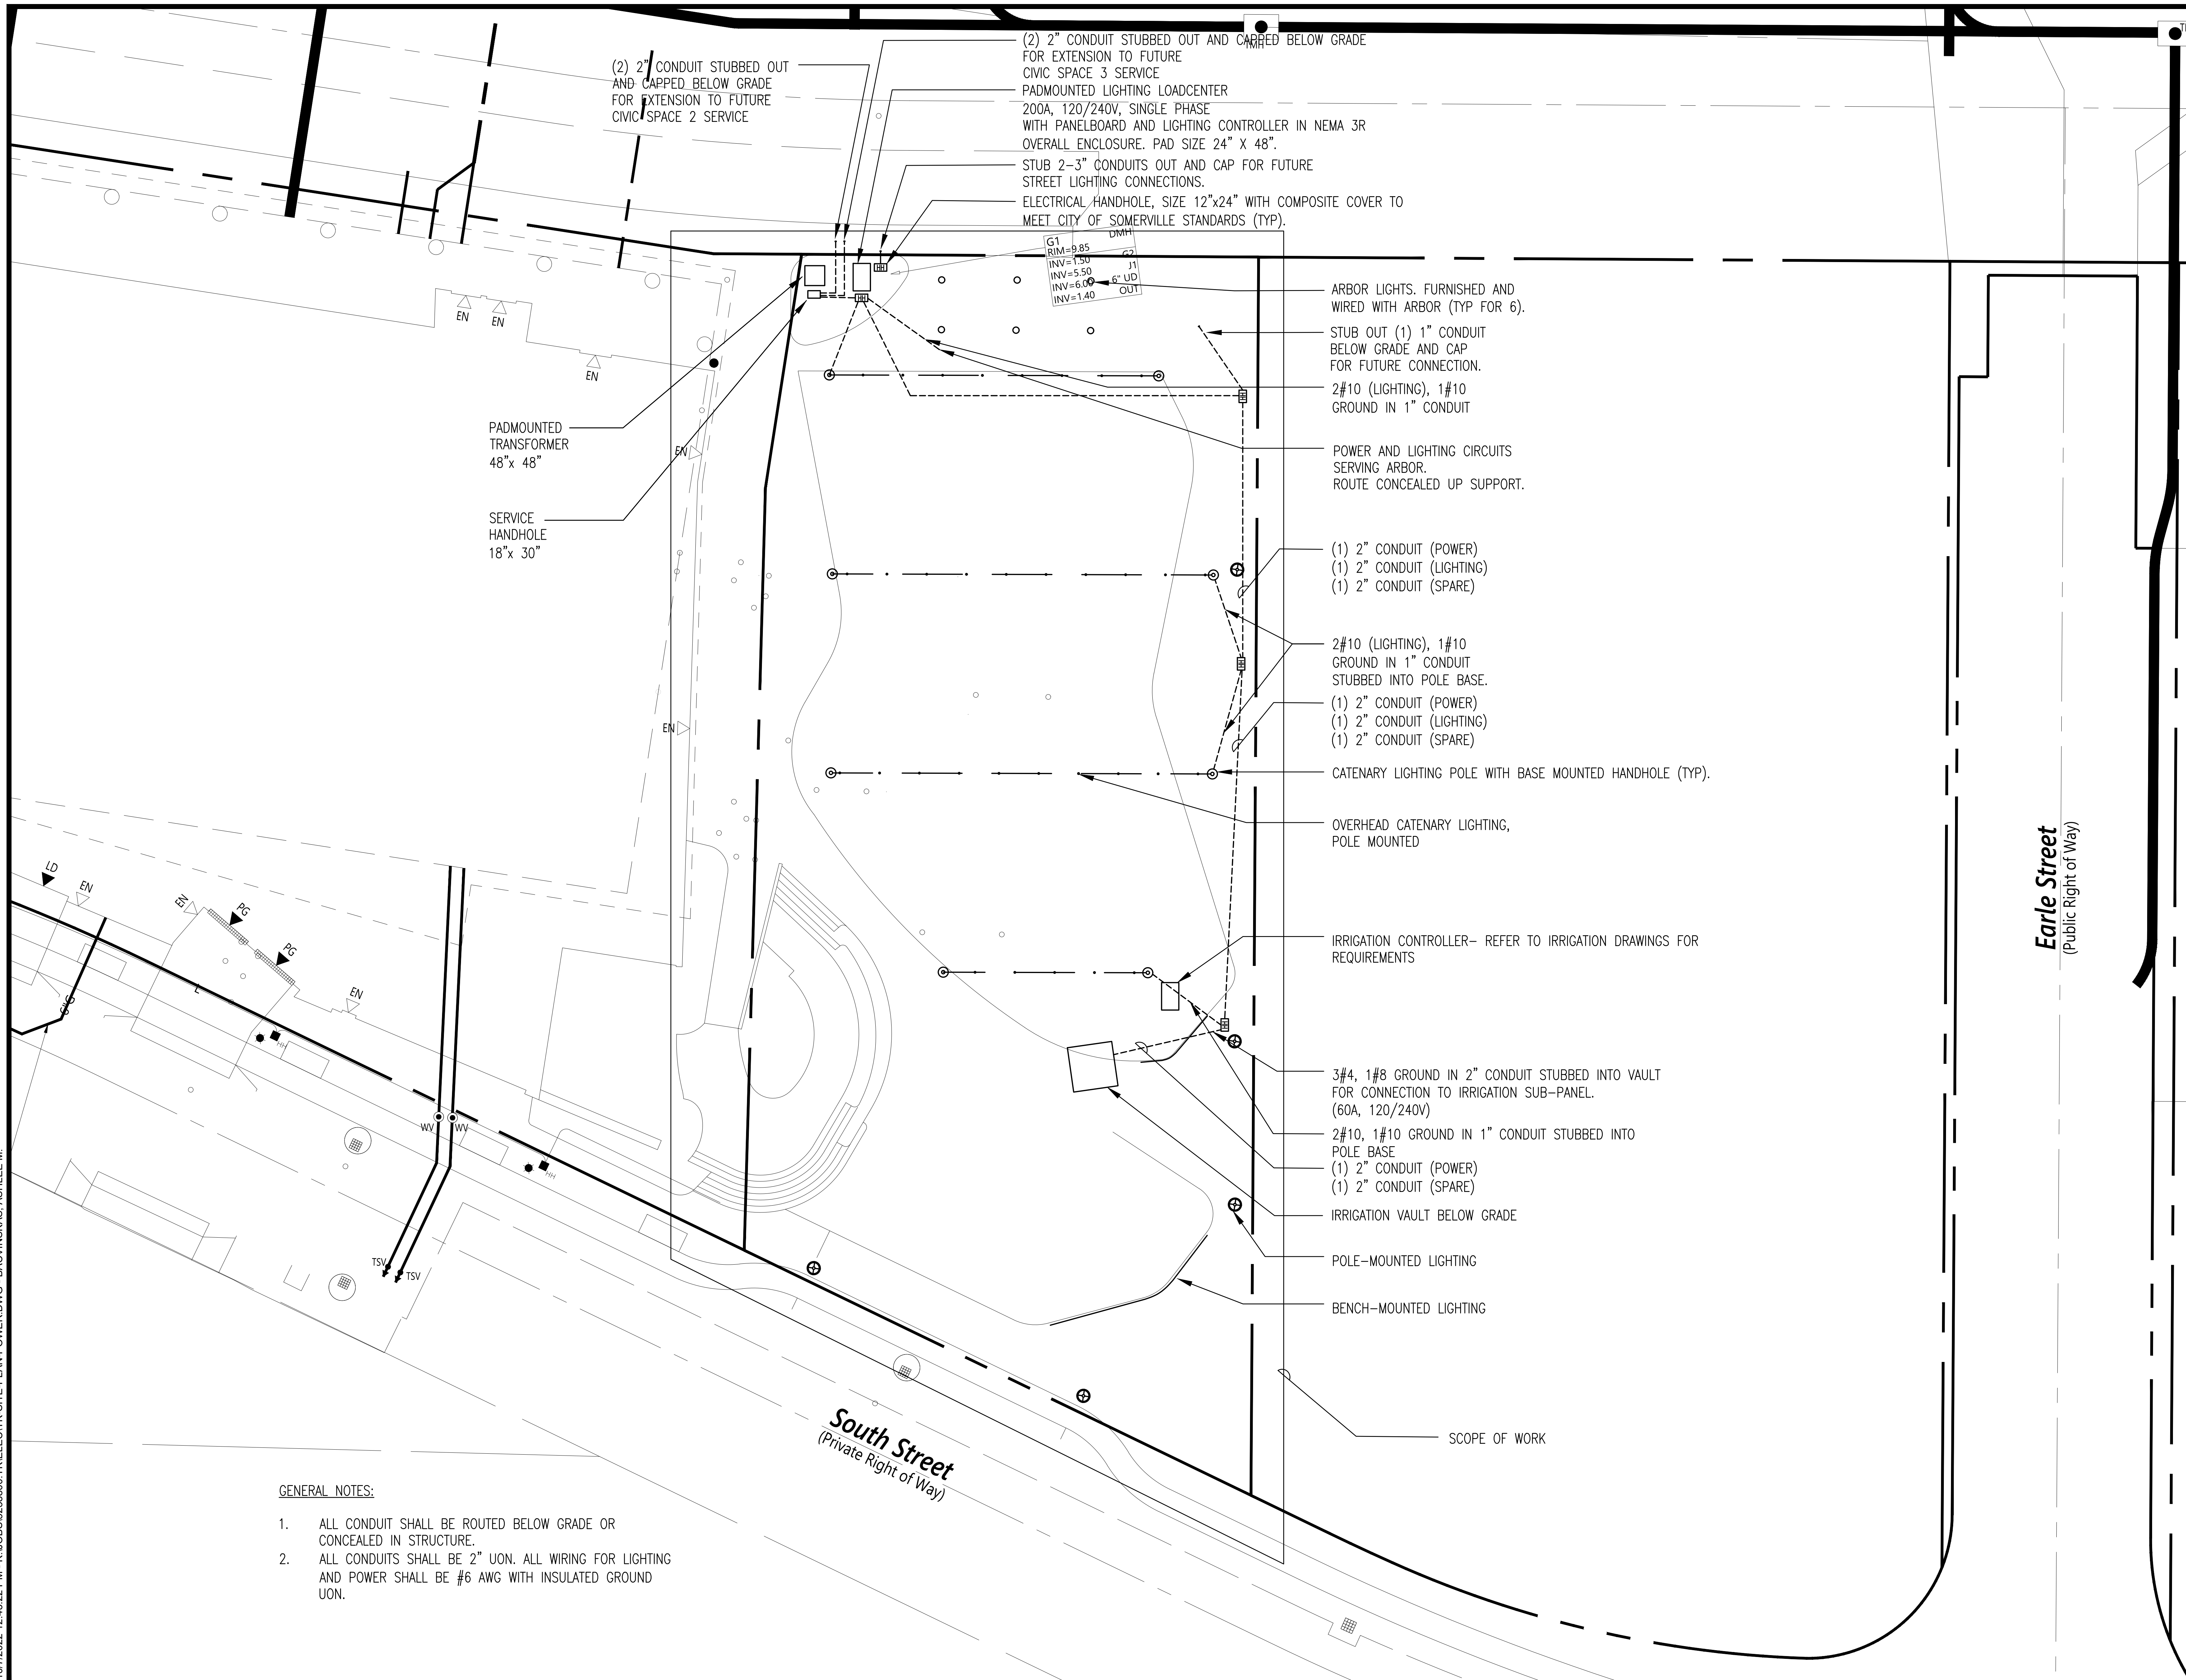 (2) 2" CONDUIT STUBBED OUT
AND CAPPED BELOW GRADE
FOR EXTENSION TO FUTURE
CIVIC SPACE 2 SERVICE
(2) 2" CONDUIT STUBBED OUT AND CAPPED BELOW GRADE
FOR EXTENSION TO FUTURE
CIVIC SPACE 3 SERVICE
PADMOUNTED LIGHTING LOADCENTER
200A, 120/240V, SINGLE PHASE
WITH PANELBOARD AND LIGHTING CONTROLLER IN NEMA 3R
OVERALL ENCLOSURE. PAD SIZE 24" X 48".
STUB 2-3" CONDUITS OUT AND CAP FOR FUTURE
STREET LIGHTING CONNECTIONS.
ELECTRICAL HANDHOLE, SIZE 12"x24" WITH COMPOSITE COVER TO
MEET CITY OF SOMERVILLE STANDARDS (TYP).
TMH
G1 DMH
RIM=9.85
INV=1.50 G2
INV=5.50 J1
INV=6.00 6" UD
INV=1.40 OUT
ARBOR LIGHTS. FURNISHED AND
WIRED WITH ARBOR (TYP FOR 6).
STUB OUT (1) 1" CONDUIT
BELOW GRADE AND CAP
FOR FUTURE CONNECTION.
2#10 (LIGHTING), 1#10
GROUND IN 1" CONDUIT
POWER AND LIGHTING CIRCUITS
SERVING ARBOR.
ROUTE CONCEALED UP SUPPORT.
(1) 2" CONDUIT (POWER)
(1) 2" CONDUIT (LIGHTING)
(1) 2" CONDUIT (SPARE)
2#10 (LIGHTING), 1#10
GROUND IN 1" CONDUIT
STUBBED INTO POLE BASE.
(1) 2" CONDUIT (POWER)
(1) 2" CONDUIT (LIGHTING)
(1) 2" CONDUIT (SPARE)
CATENARY LIGHTING POLE WITH BASE MOUNTED HANDHOLE (TYP).
OVERHEAD CATENARY LIGHTING,
POLE MOUNTED
IRRIGATION CONTROLLER- REFER TO IRRIGATION DRAWINGS FOR
REQUIREMENTS
3#4, 1#8 GROUND IN 2" CONDUIT STUBBED INTO VAULT
FOR CONNECTION TO IRRIGATION SUB-PANEL.
(60A, 120/240V)
2#10, 1#10 GROUND IN 1" CONDUIT STUBBED INTO
POLE BASE
(1) 2" CONDUIT (POWER)
(1) 2" CONDUIT (SPARE)
IRRIGATION VAULT BELOW GRADE
POLE-MOUNTED LIGHTING
BENCH-MOUNTED LIGHTING
SCOPE OF WORK
PADMOUNTED
TRANSFORMER
48"x 48"
SERVICE
HANDHOLE
18"x 30"
EN
EN
EN
EN
EN
LD
EN
EN
PG
PG
EN
L
HH
HH
WV
WV
TSV
TSV
Earle Street
(Public Right of Way)
South Street
(Private Right of Way)
GENERAL NOTES:
1. ALL CONDUIT SHALL BE ROUTED BELOW GRADE OR
CONCEALED IN STRUCTURE.
2. ALL CONDUITS SHALL BE 2" UON. ALL WIRING FOR LIGHTING
AND POWER SHALL BE #6 AWG WITH INSULATED GROUND
UON.